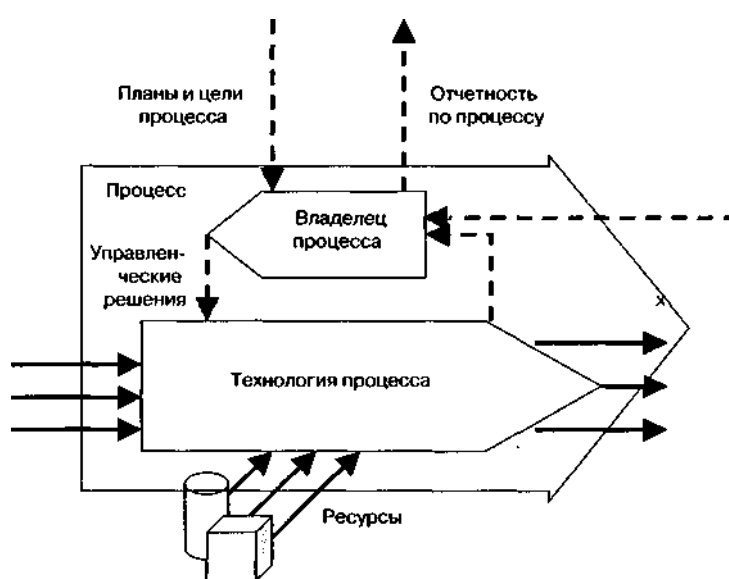 Планы и цели
процесса
Отчетность
по процессу
Процесс
Владелец
процесса
Управлен-
ческие
решения
Технология процесса
Ресурсы